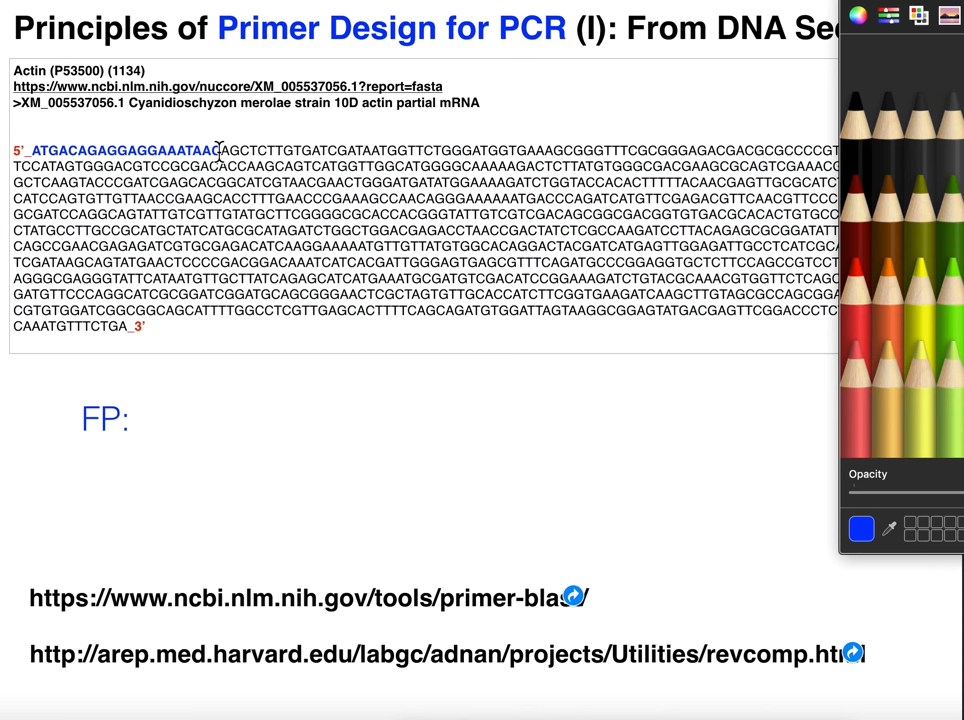 Principles of Primer Design for PCR (I): From DNA Se
Actin (P53500) (1134)
https://www.ncbi.nlm.nih.gov/nuccore/XM_005537056.1?report=fasta
>XM_005537056.1 Cyanidioschyzon merolae strain 10D actin partial mRNA
5’_ATGACAGAGGAGGAAATAACAGCTCTTGTGATCGATAATGGTTCTGGGATGGTGAAAGCGGGTTTCGCGGGAGACGACGCGCCCCGT
TCCATAGTGGGACGTCCGCGACACCAAGCAGTCATGGTTGGCATGGGGCAAAAAGACTCTTATGTGGGCGACGAAGCGCAGTCGAAACG
GCTCAAGTACCCGATCGAGCACGGCATCGTAACGAACTGGGATGATATGGAAAAGATCTGGTACCACACTTTTTACAACGAGTTGCGCATC
CATCCAGTGTTGTTAACCGAAGCACCTTTGAACCCGAAAGCCAACAGGGAAAAAATGACCCAGATCATGTTCGAGACGTTCAACGTTCCC
GCGATCCAGGCAGTATTGTCGTTGTATGCTTCGGGGCGCACCACGGGTATTGTCGTCGACAGCGGCGACGGTGTGACGCACACTGTGCC
CTATGCCTTGCCGCATGCTATCATGCGCATAGATCTGGCTGGACGAGACCTAACCGACTATCTCGCCAAGATCCTTACAGAGCGCGGATATT
CAGCCGAACGAGAGATCGTGCGAGACATCAAGGAAAAATGTTGTTATGTGGCACAGGACTACGATCATGAGTTGGAGATTGCCTCATCGCA
TCGATAAGCAGTATGAACTCCCCGACGGACAAATCATCACGATTGGGAGTGAGCGTTTCAGATGCCCGGAGGTGCTCTTCCAGCCGTCC
AGGGCGAGGGTATTCATAATGTTGCTTATCAGAGCATCATGAAATGCGATGTCGACATCCGGAAAGATCTGTACGCAAACGTGGTTCTCAGC
GATGTTCCCAGGCATCGCGGATCGGATGCAGCGGGAACTCGCTAGTGTTGCACCATCTTCGGTGAAGATCAAGCTTGTAGCGCCAGCGGA
CGTGTGGATCGGCGGCAGCATTTTGGCCTCGTTGAGCACTTTTCAGCAGATGTGGATTAGTAAGGCGGAGTATGACGAGTTCGGACCCTC
CAAATGTTTCTGA_3’
FP:
https://www.ncbi.nlm.nih.gov/tools/primer-blast/
http://arep.med.harvard.edu/labgc/adnan/projects/Utilities/revcomp.html
Opacity